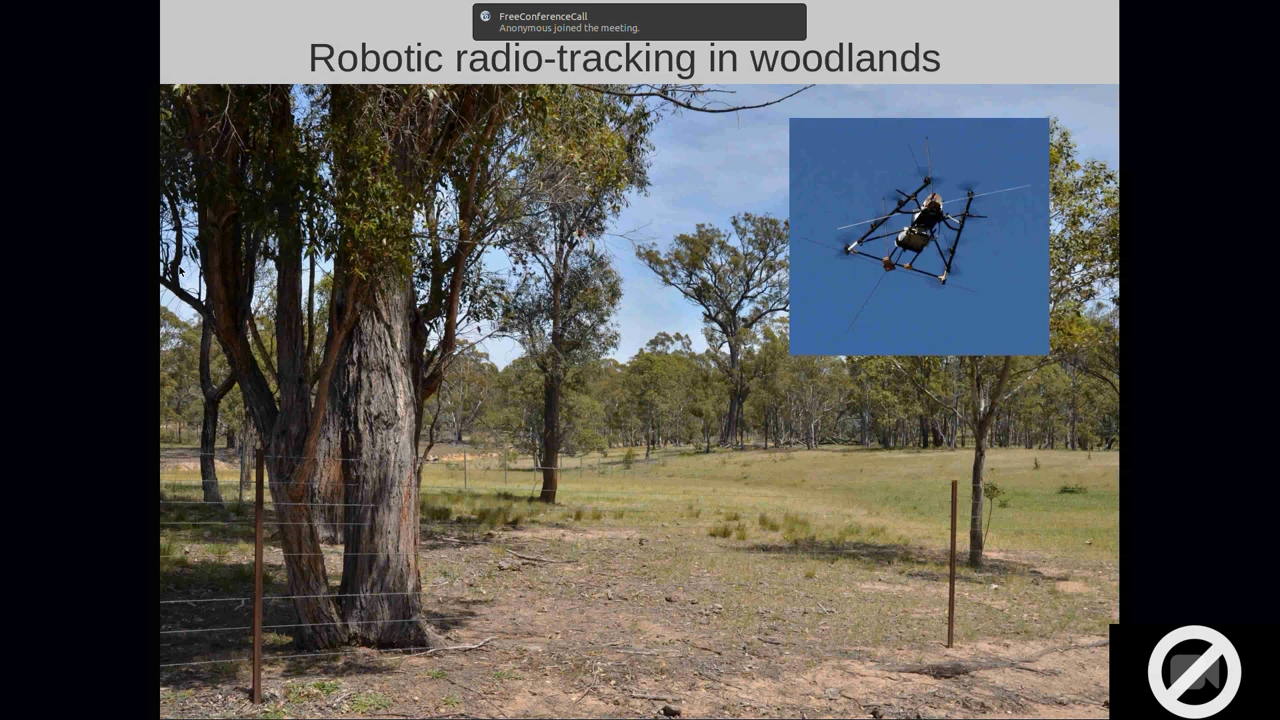 FreeConferenceCall
Anonymous joined the meeting.
Robotic radio-tracking in woodlands